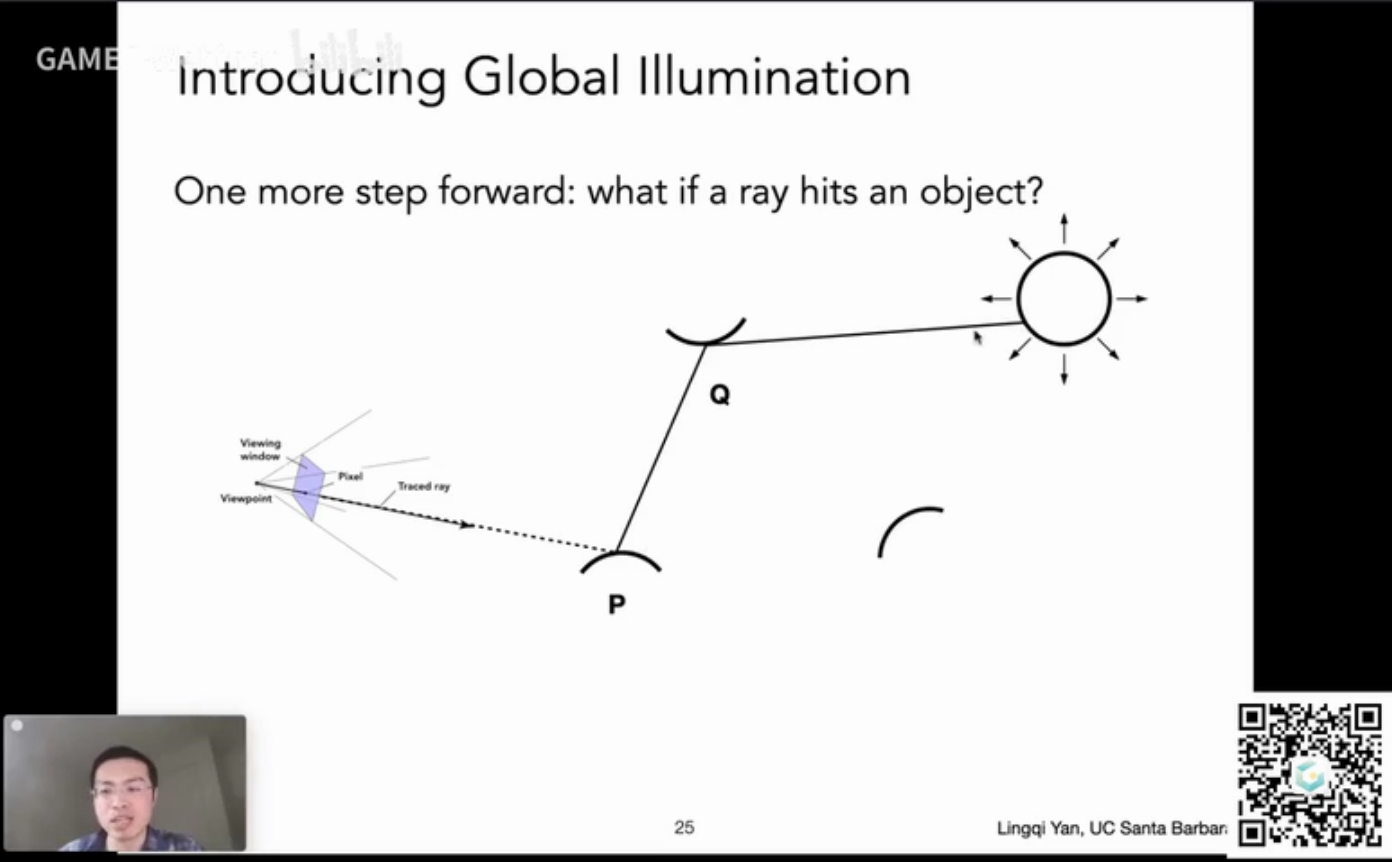 GAME
Introducing Global Illumination
One more step forward: what if a ray hits an object?
Q
Viewing
window
Pixel
Traced ray
Viewpoint
P
25
Lingqi Yan, UC Santa Barbar